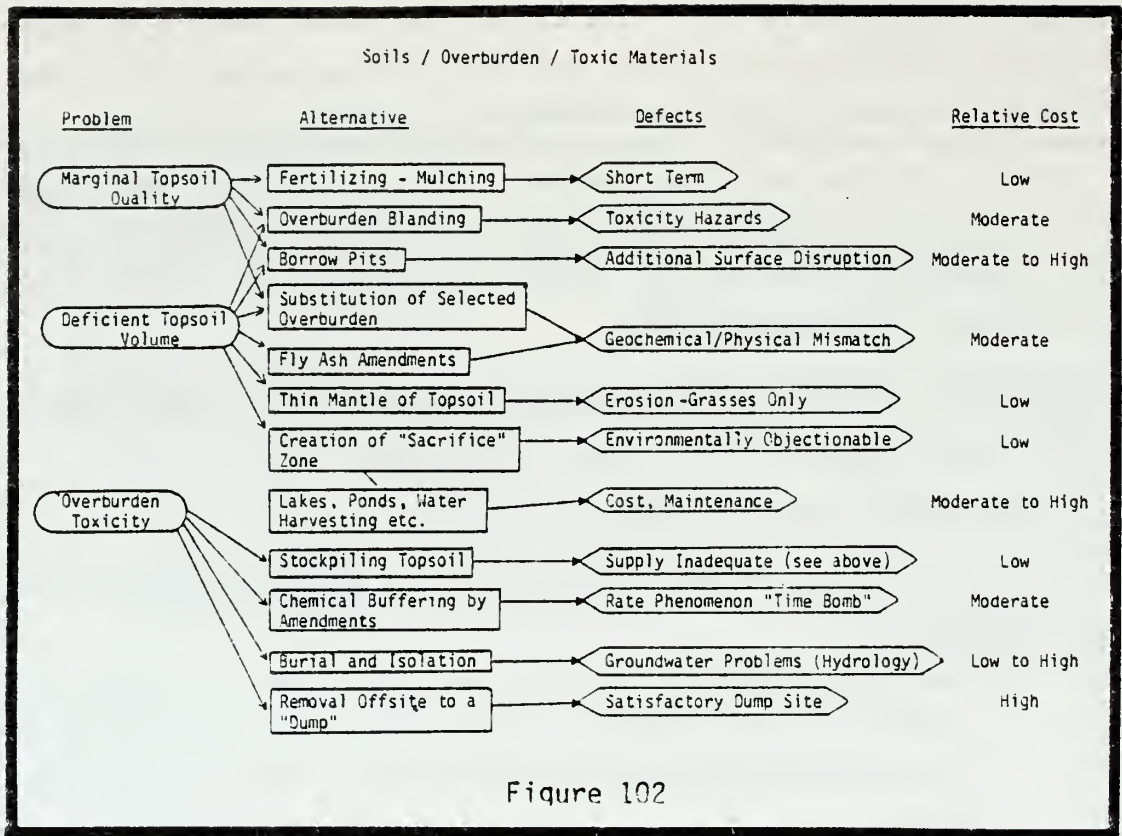 Soils / Overburden / Toxic Materials
Problem Alternative Defects Relative Cost
Marginal Topsoil
Quality
Fertilizing - Mulching Short Term Low
Overburden Blanding Toxicity Hazards Moderate
Borrow Pits Additional Surface Disruption Moderate to High
Deficient Topsoil
Volume
Substitution of Selected
Overburden
Geochemical/Physical Mismatch Moderate
Fly Ash Amendments
Thin Mantle of Topsoil Erosion-Grasses Only Low
Creation of "Sacrifice"
Zone
Environmentally Objectionable Low
Overburden
Toxicity
Lakes, Ponds, Water
Harvesting etc.
Cost, Maintenance Moderate to High
Stockpiling Topsoil Supply Inadequate (see above) Low
Chemical Buffering by
Amendments
Rate Phenomenon "Time Bomb" Moderate
Burial and Isolation Groundwater Problems (Hydrology) Low to High
Removal Offsite to a
"Dump"
Satisfactory Dump Site High
Figure 102